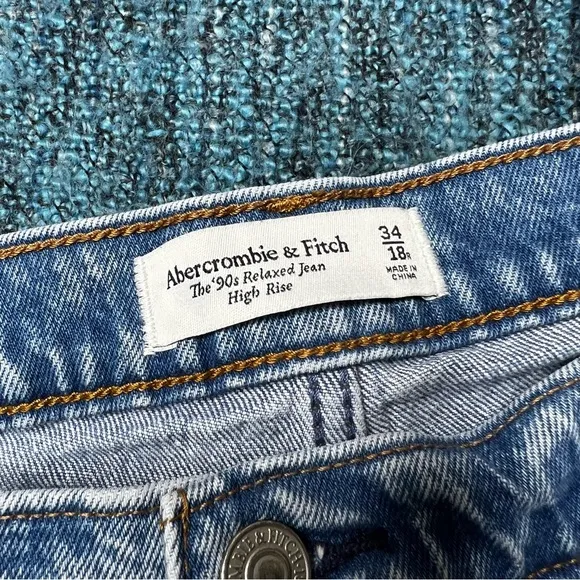 Abercrombie & Fitch
The '90s Relaxed Jean
High Rise
34
18R
MADE IN
CHINA